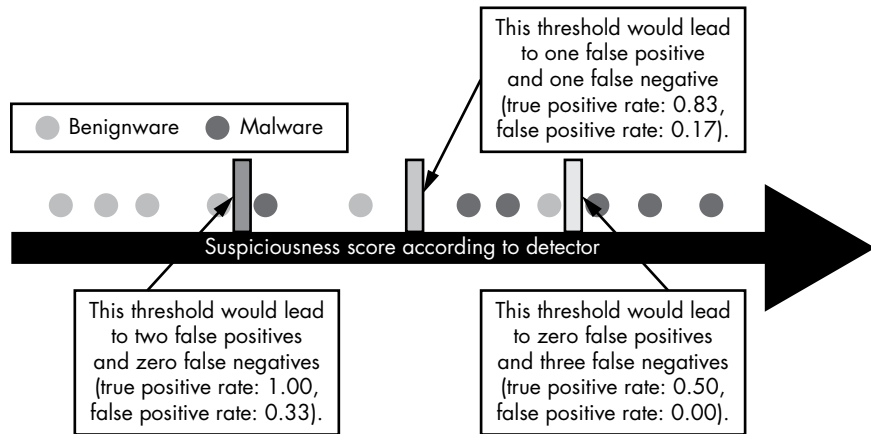 This threshold would lead
to one false positive
and one false negative
(true positive rate: 0.83,
false positive rate: 0.17).
Benignware
Malware
Suspiciousness score according to detector
This threshold would lead
to two false positives
and zero false negatives
(true positive rate: 1.00,
false positive rate: 0.33).
This threshold would lead
to zero false positives
and three false negatives
(true positive rate: 0.50,
false positive rate: 0.00).